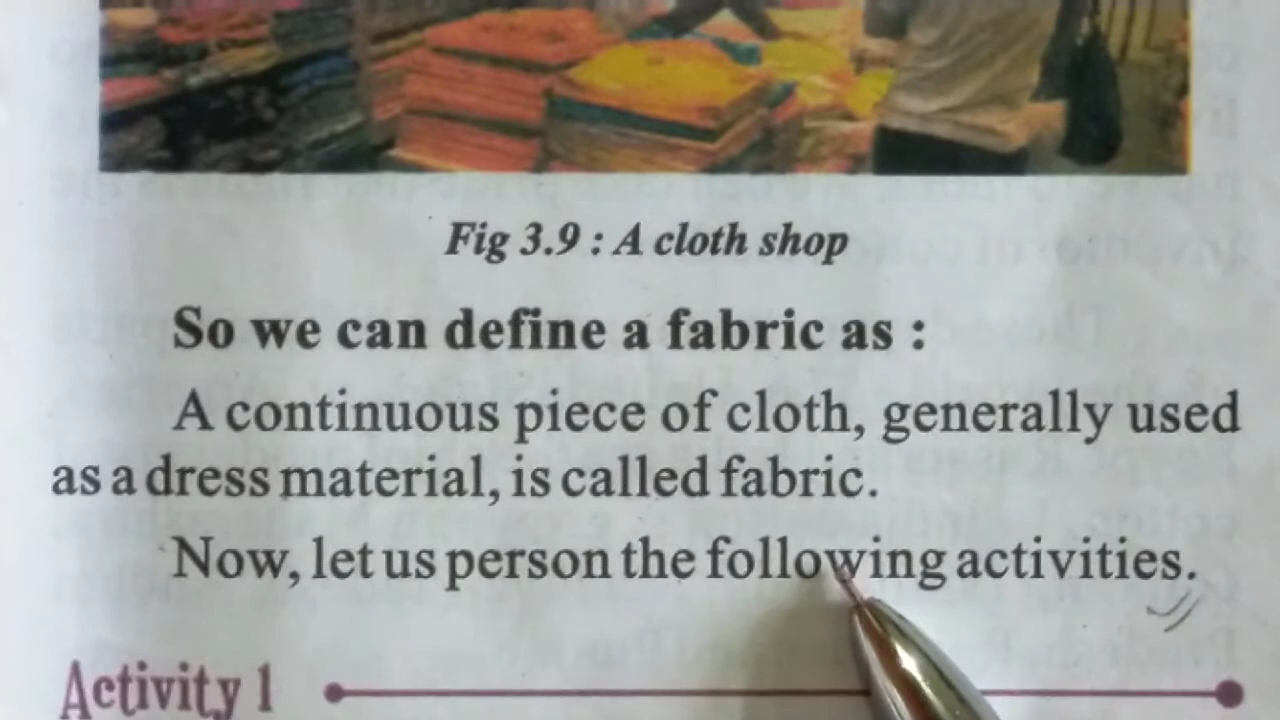 Fig 3.9 : A cloth shop
So we can define a fabric as :
A continuous piece of cloth, generally used
as a dress material, is called fabric.
Now, let us person the following activities.
Activity 1